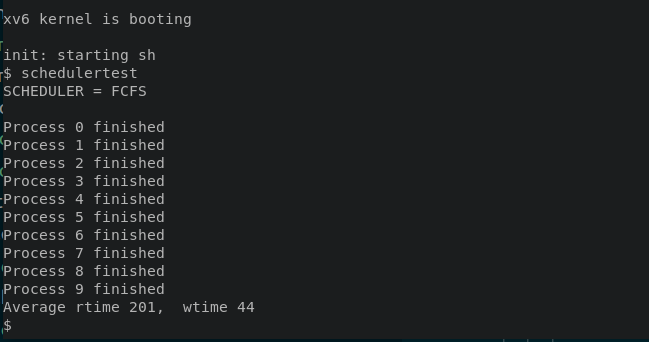 xv6 kernel is booting
init: starting sh
$ schedulertest
SCHEDULER = FCFS
Process 0 finished
Process 1 finished
Process 2 finished
Process 3 finished
Process 4 finished
Process 5 finished
Process 6 finished
Process 7 finished
Process 8 finished
Process 9 finished
Average rtime 201,  wtime 44
$